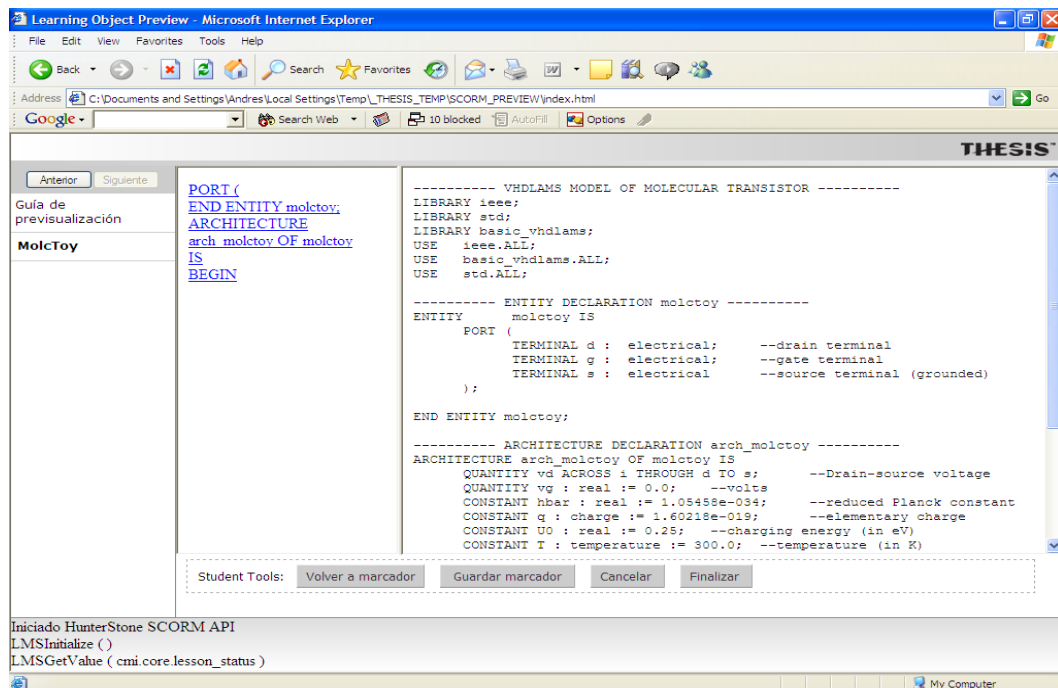 Learning Object Preview - Microsoft Internet Explorer
File Edit View Favorites Tools Help
Back Search Favorites
Address C:\Documents and Settings\Andres\Local Settings\Temp\_THESIS_TEMP\SCORM_PREVIEW\index.html Go
Google Search Web 10 blocked AutoFill Options
THESIS™
Anterior Siguiente
Guía de
previsualización
MolcToy
PORT (
END ENTITY molctoy;
ARCHITECTURE
arch_molctoy OF molctoy
IS
BEGIN
---------- VHDLAMS MODEL OF MOLECULAR TRANSISTOR ----------
LIBRARY ieee;
LIBRARY std;
LIBRARY basic_vhdlams;
USE ieee.ALL;
USE basic_vhdlams.ALL;
USE std.ALL;
---------- ENTITY DECLARATION molctoy ----------
ENTITY molctoy IS
PORT (
TERMINAL d : electrical; --drain terminal
TERMINAL g : electrical; --gate terminal
TERMINAL s : electrical --source terminal (grounded)
);
END ENTITY molctoy;
---------- ARCHITECTURE DECLARATION arch_molctoy ----------
ARCHITECTURE arch_molctoy OF molctoy IS
QUANTITY vd ACROSS i THROUGH d TO s; --Drain-source voltage
QUANTITY vg : real := 0.0; --volts
CONSTANT hbar : real := 1.05458e-034; --reduced Planck constant
CONSTANT q : charge := 1.60218e-019; --elementary charge
CONSTANT U0 : real := 0.25; --charging energy (in eV)
CONSTANT T : temperature := 300.0; --temperature (in K)
Student Tools: Volver a marcador Guardar marcador Cancelar Finalizar
Iniciado HunterStone SCORM API
LMSInitialize ( )
LMSGetValue ( cmi.core.lesson_status )
My Computer